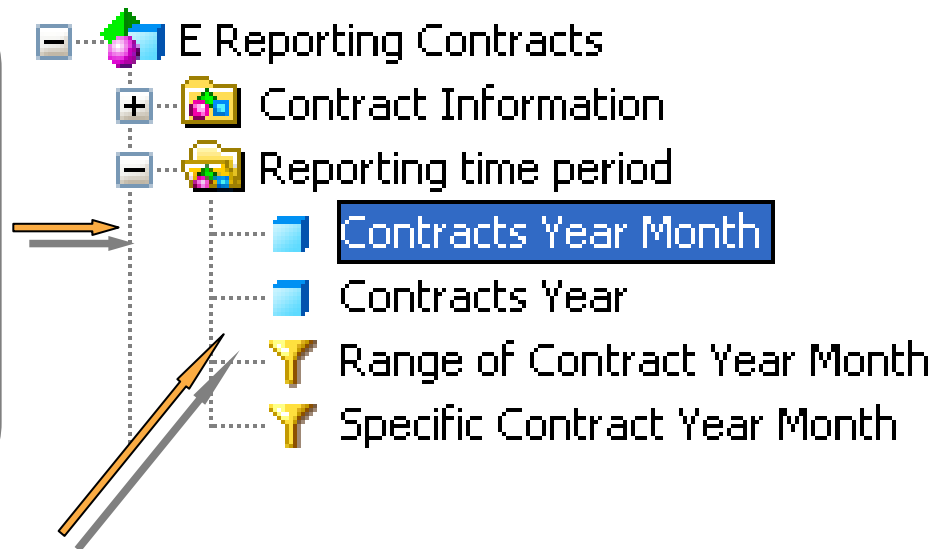 E Reporting Contracts
Contract Information
Reporting time period
Contracts Year Month
Contracts Year
Range of Contract Year Month
Specific Contract Year Month